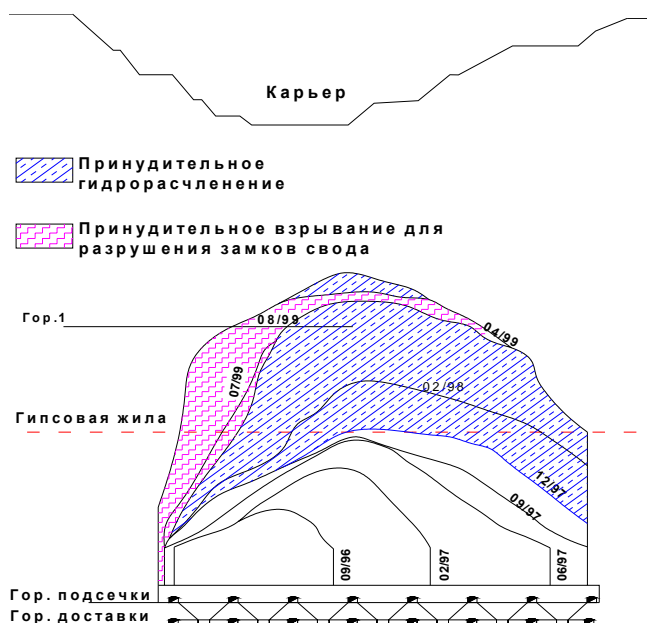 Карьер
Принудительное
гидрорасчленение
Принудительное взрывание для
разрушения замков свода
Гор.1
08/99
04/99
07/99
02/98
Гипсовая жила
12/97
09/97
09/96
02/97
06/97
Гор. подсечки
Гор. доставки